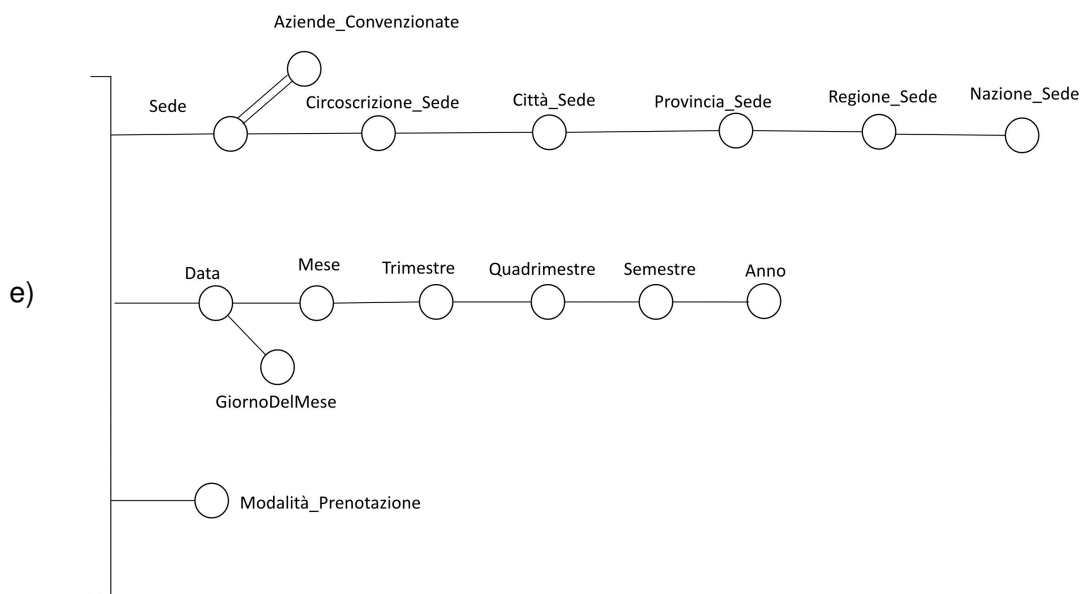 Aziende_Convenzionate
Sede
Circoscrizione_Sede
Città_Sede
Provincia_Sede
Regione_Sede
Nazione_Sede
e)
Data
Mese
Trimestre
Quadrimestre
Semestre
Anno
GiornoDelMese
Modalità_Prenotazione